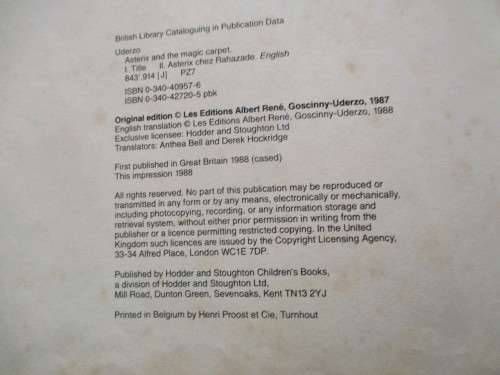 British Library Cataloguing in Publication Data
Uderzo
Asterix and the magic carpet.
I. Title II. Asterix chez Rahazade. English
843'.914 [J] PZ7
ISBN 0-340-40957-6
ISBN 0-340-42720-5 pbk
Original edition © Les Editions Albert René, Goscinny-Uderzo, 1987
English translation © Les Editions Albert René, Goscinny-Uderzo, 1988
Exclusive licensee: Hodder and Stoughton Ltd
Translators: Anthea Bell and Derek Hockridge
First published in Great Britain 1988 (cased)
This impression 1988
All rights reserved. No part of this publication may be reproduced or
transmitted in any form or by any means, electronically or mechanically,
including photocopying, recording, or any information storage and
retrieval system, without either prior permission in writing from the
publisher or a licence permitting restricted copying. In the United
Kingdom such licences are issued by the Copyright Licensing Agency,
33-34 Alfred Place, London WC1E 7DP.
Published by Hodder and Stoughton Children's Books,
a division of Hodder and Stoughton Ltd,
Mill Road, Dunton Green, Sevenoaks, Kent TN13 2YJ
Printed in Belgium by Henri Proost et Cie, Turnhout